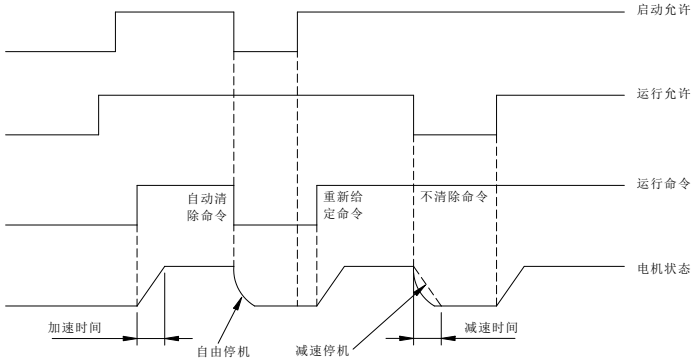 启动允许
运行允许
运行命令
自动清
除命令
重新给
定命令
不清除命令
电机状态
加速时间
自由停机
减速停机
减速时间